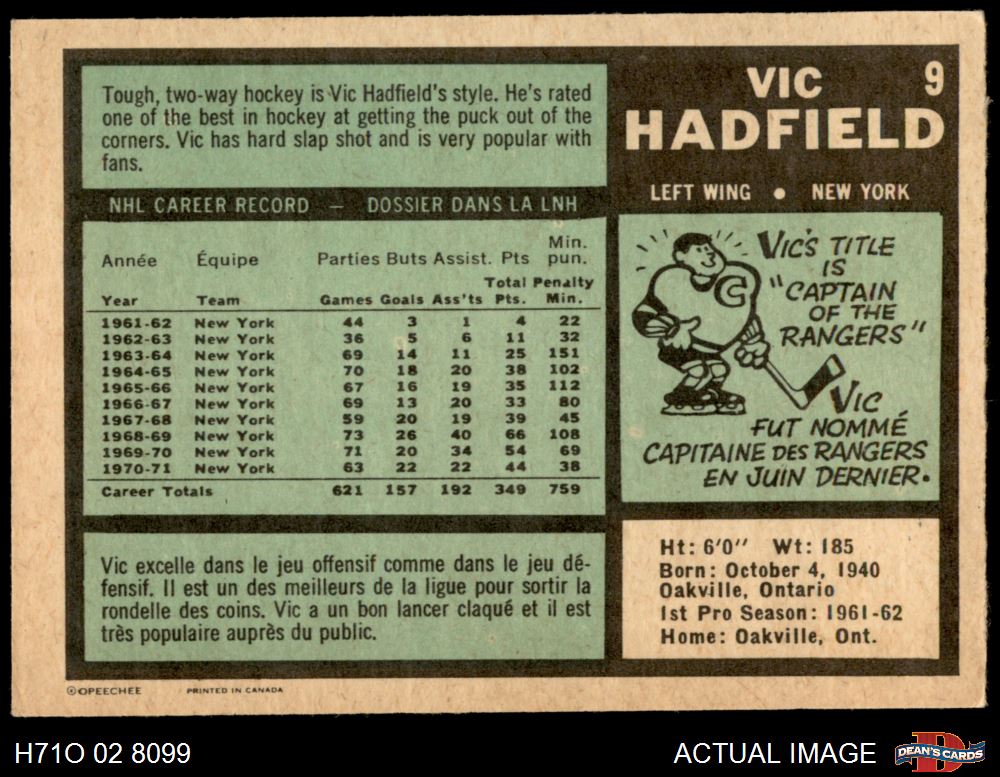 VIC 9
HADFIELD
LEFT WING ● NEW YORK
Tough, two-way hockey is Vic Hadfield's style. He's rated
one of the best in hockey at getting the puck out of the
corners. Vic has hard slap shot and is very popular with
fans.
NHL CAREER RECORD – DOSSIER DANS LA LNH
Min.
Année Équipe Parties Buts Assist. Pts pun.
Total Penalty
Year Team Games Goals Ass'ts Pts. Min.
1961-62 New York 44 3 1 4 22
1962-63 New York 36 5 6 11 32
1963-64 New York 69 14 11 25 151
1964-65 New York 70 18 20 38 102
1965-66 New York 67 16 19 35 112
1966-67 New York 69 13 20 33 80
1967-68 New York 59 20 19 39 45
1968-69 New York 73 26 40 66 108
1969-70 New York 71 20 34 54 69
1970-71 New York 63 22 22 44 38
Career Totals 621 157 192 349 759
C
VIC'S TITLE
IS
"CAPTAIN
OF THE
RANGERS"
VIC
FUT NOMMÉ
CAPITAINE DES RANGERS
EN JUIN DERNIER.
Vic excelle dans le jeu offensif comme dans le jeu dé-
fensif. Il est un des meilleurs de la ligue pour sortir la
rondelle des coins. Vic a un bon lancer claqué et il est
très populaire auprès du public.
Ht: 6'0" Wt: 185
Born: October 4, 1940
Oakville, Ontario
1st Pro Season: 1961-62
Home: Oakville, Ont.
©OPEECHEE PRINTED IN CANADA
H71O 02 8099 ACTUAL IMAGE
D
DEAN'S CARDS